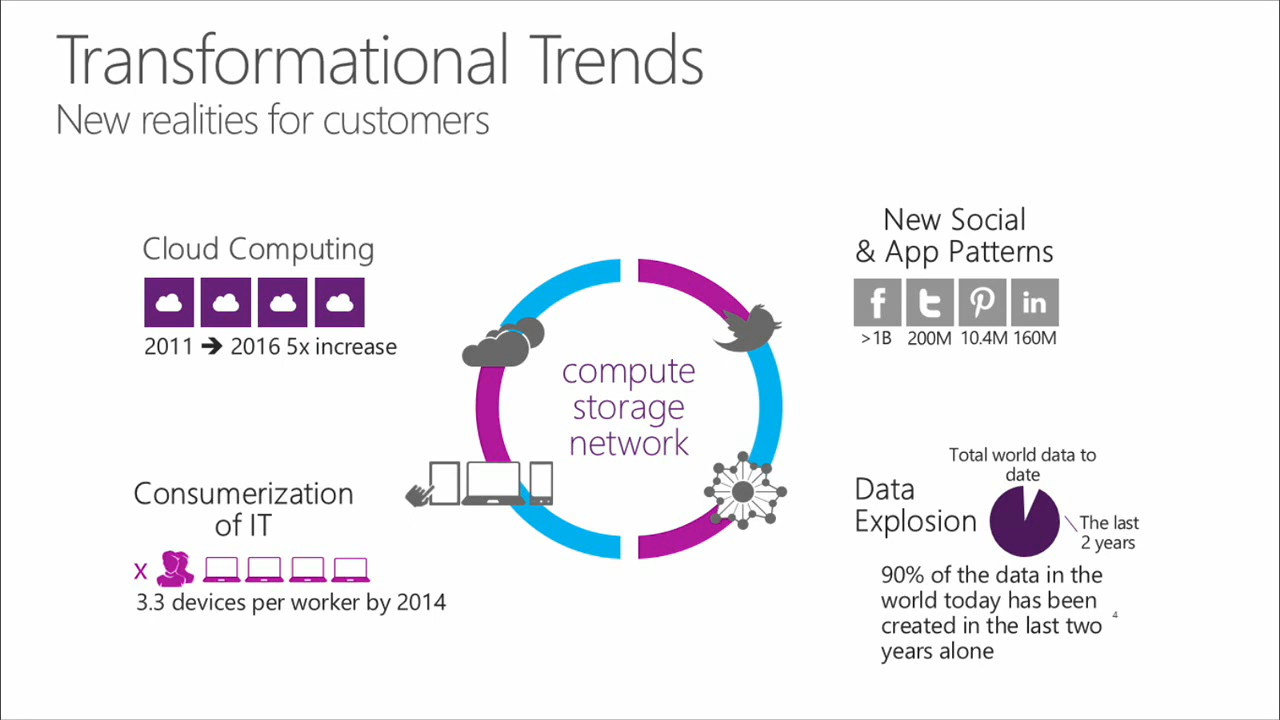 Transformational Trends
New realities for customers
Cloud Computing
2011 → 2016 5x increase
New Social
& App Patterns
f t P in
>1B 200M 10.4M 160M
compute
storage
network
Consumerization
of IT
x
3.3 devices per worker by 2014
Total world data to
date
Data
Explosion
The last
2 years
90% of the data in the
world today has been
created in the last two
years alone
4